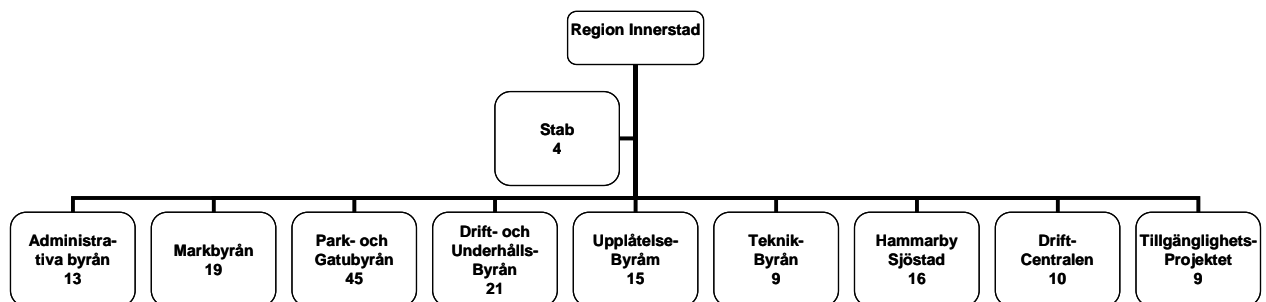 Region Innerstad
Stab
4
Administra-
tiva byrån
13
Markbyrån
19
Park- och
Gatubyrån
45
Drift- och
Underhålls-
Byrån
21
Upplåtelse-
Byråm
15
Teknik-
Byrån
9
Hammarby
Sjöstad
16
Drift-
Centralen
10
Tillgänglighets-
Projektet
9